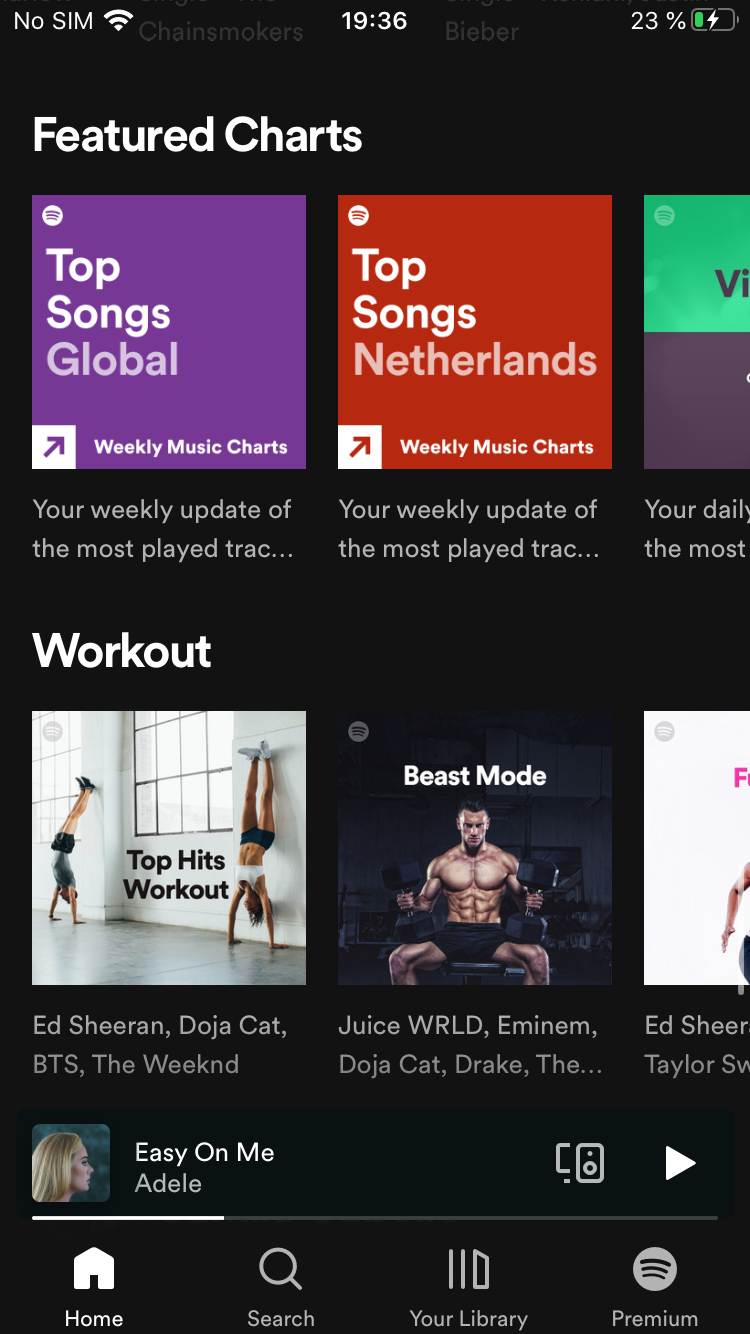 No SIM 19:36 23 %
Chainsmokers Bieber
Featured Charts
Top
Songs
Global
Weekly Music Charts
Top
Songs
Netherlands
Weekly Music Charts
Vi
Your weekly update of
the most played trac...
Your weekly update of
the most played trac...
Your daily
the most
Workout
Top Hits
Workout
Beast Mode
Ed Sheeran, Doja Cat,
BTS, The Weeknd
Juice WRLD, Eminem,
Doja Cat, Drake, The...
Ed Sheer
Taylor Sw
Easy On Me
Adele
Home Search Your Library Premium